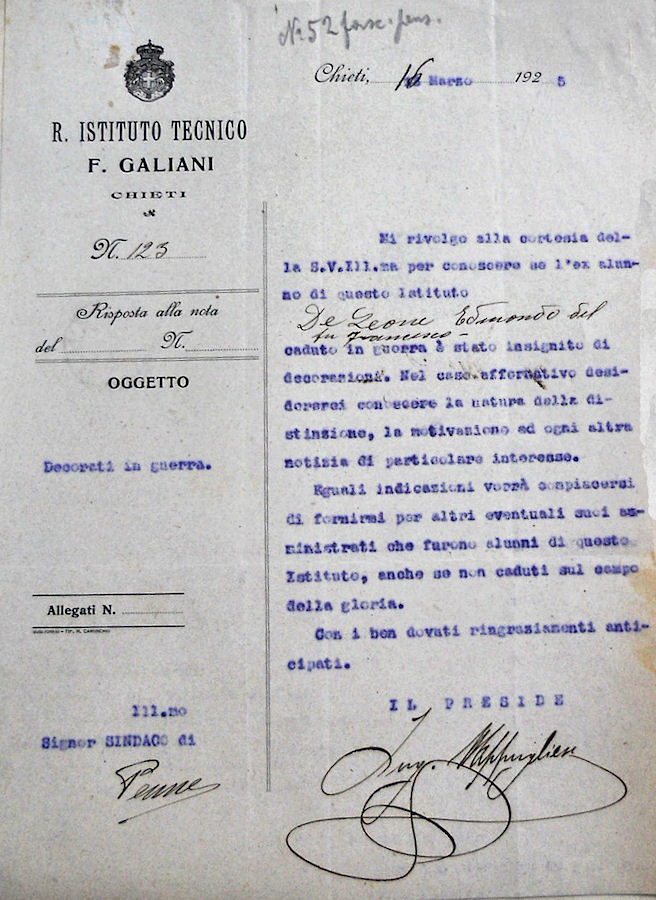 N. 52 fasc. pens.
Chieti, 16 Marzo 1925
R. ISTITUTO TECNICO
F. GALIANI
CHIETI
N. 123
Risposta alla nota
del N.
OGGETTO
Decorati in guerra.
Allegati N.
Ill.mo
Signor SINDACO di
Penne
Mi rivolgo alla cortesia del-
la S.V.Ill.ma per conoscere se l'ex alun-
no di questo Istituto
De Leone Edmondo del
fu Francesco -
caduto in guerra è stato insignito di
decorazioni. Nel caso affermativo desi-
dererei conoscere la natura della di-
stinzione, la motivazione ed ogni altra
notizia di particolare interesse.
Eguali indicazioni vorrà compiacersi
di fornirmi per altri eventuali suoi am-
ministrati che furono alunni di questo
Istituto, anche se non caduti sul campo
della gloria.
Con i ben dovuti ringraziamenti anti-
cipati.
IL PRESIDE
Ing.